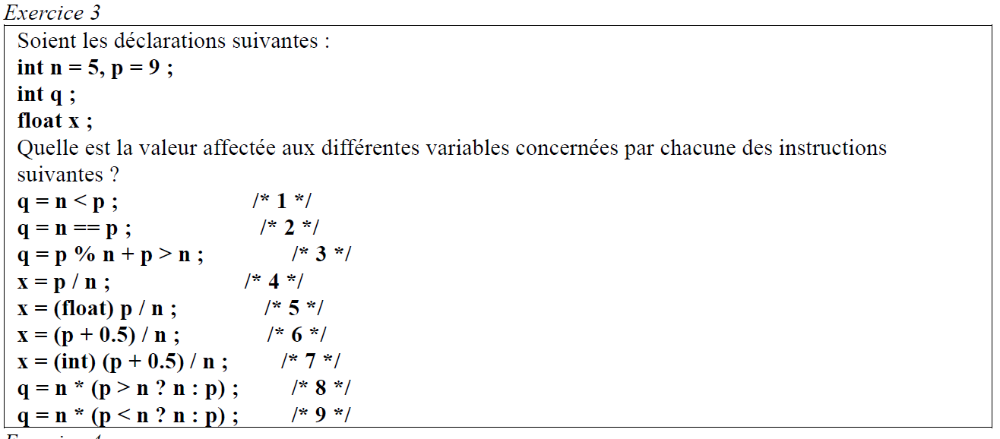 Exercice 3
Soient les déclarations suivantes :
int n = 5, p = 9 ;
int q ;
float x ;
Quelle est la valeur affectée aux différentes variables concernées par chacune des instructions
suivantes ?
q = n < p ; /* 1 */
q = n == p ; /* 2 */
q = p % n + p > n ; /* 3 */
x = p / n ; /* 4 */
x = (float) p / n ; /* 5 */
x = (p + 0.5) / n ; /* 6 */
x = (int) (p + 0.5) / n ; /* 7 */
q = n * (p > n ? n : p) ; /* 8 */
q = n * (p < n ? n : p) ; /* 9 */